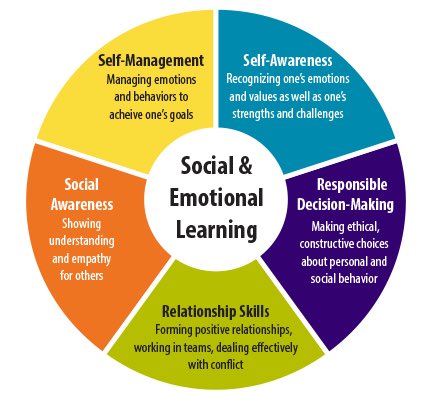 Self-Management
Managing emotions
and behaviors to
acheive one's goals
Self-Awareness
Recognizing one's emotions
and values as well as one's
strengths and challenges
Social &
Emotional
Learning
Social
Awareness
Showing
understanding
and empathy
for others
Responsible
Decision-Making
Making ethical,
constructive choices
about personal and
social behavior
Relationship Skills
Forming positive relationships,
working in teams, dealing effectively
with conflict